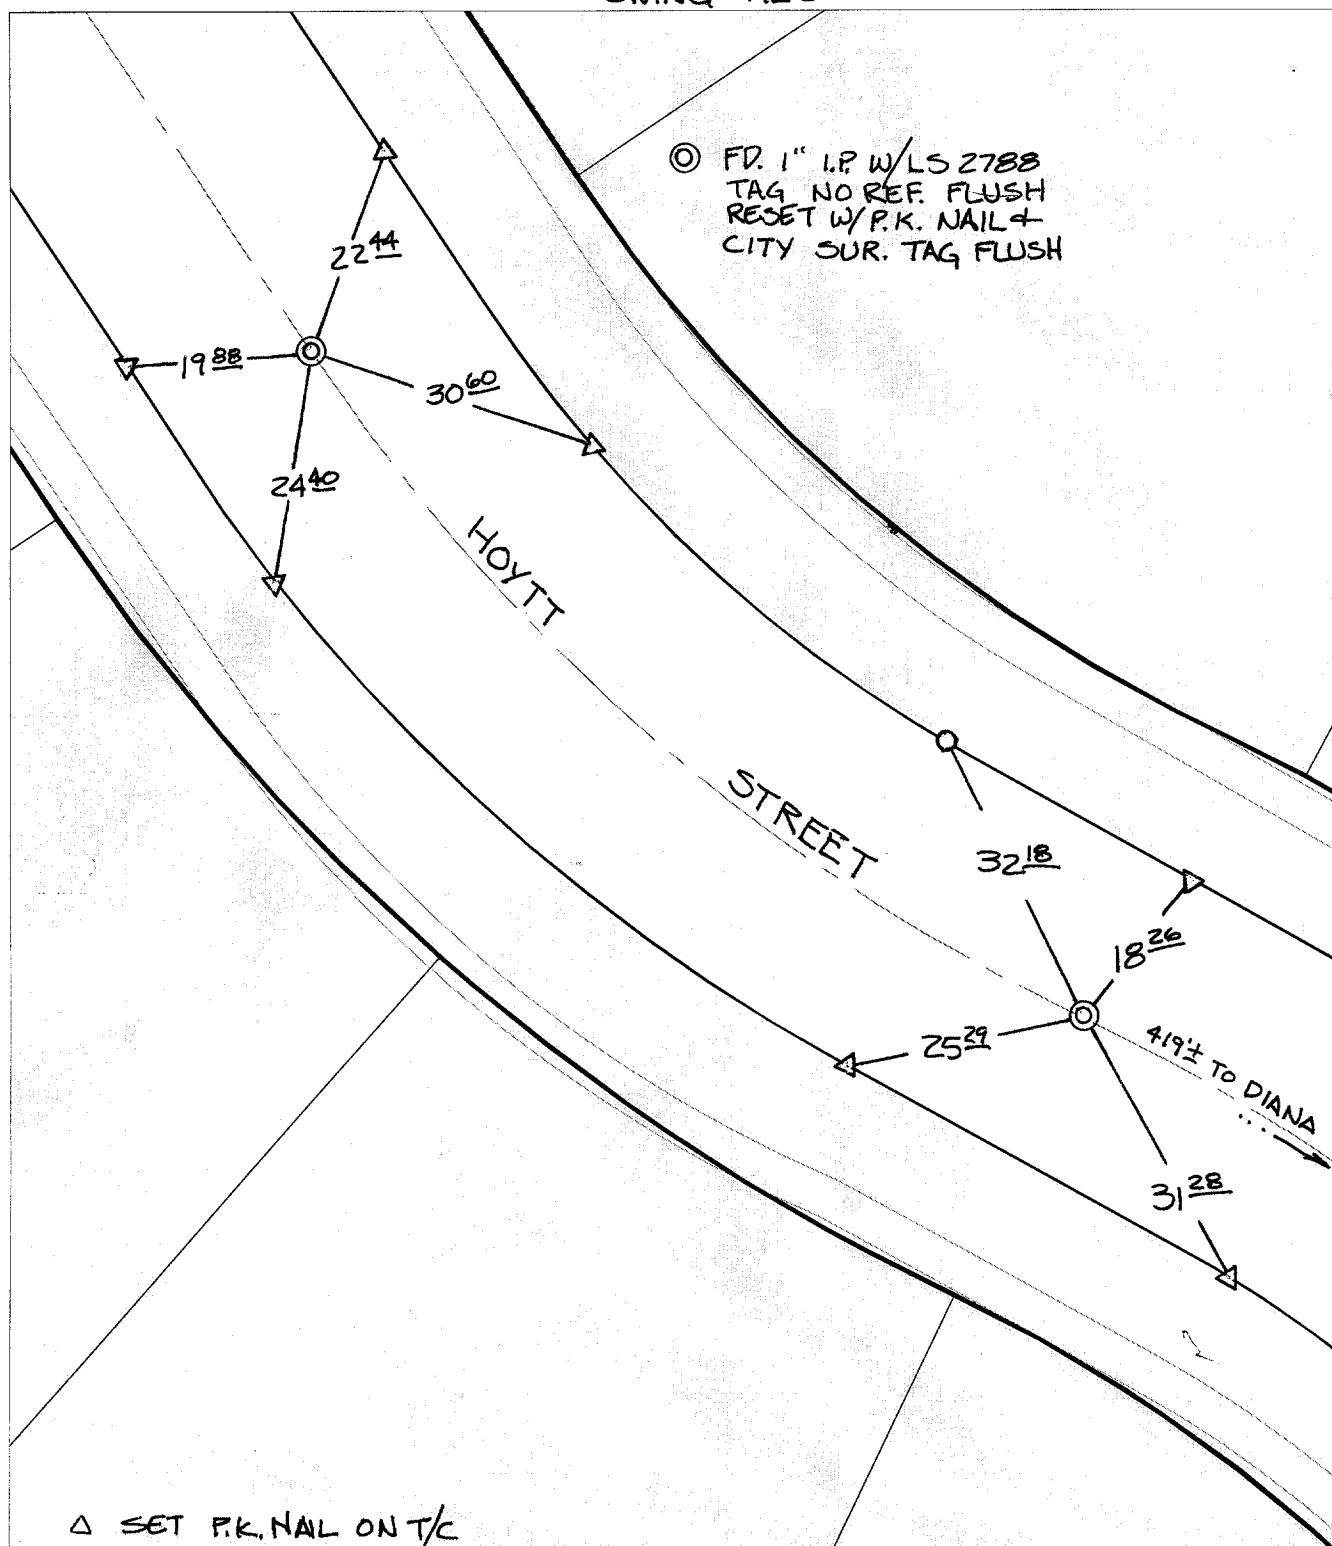 FD. 1" I.P. W/LS 2788
TAG NO REF. FLUSH
RESET W/ P.K. NAIL &
CITY SUR. TAG FLUSH
22 44
19 88
30 60
24 40
HOYTT
STREET
32 18
18 26
25 29
419'± TO DIANA
31 28
△ SET P.K. NAIL ON T/C